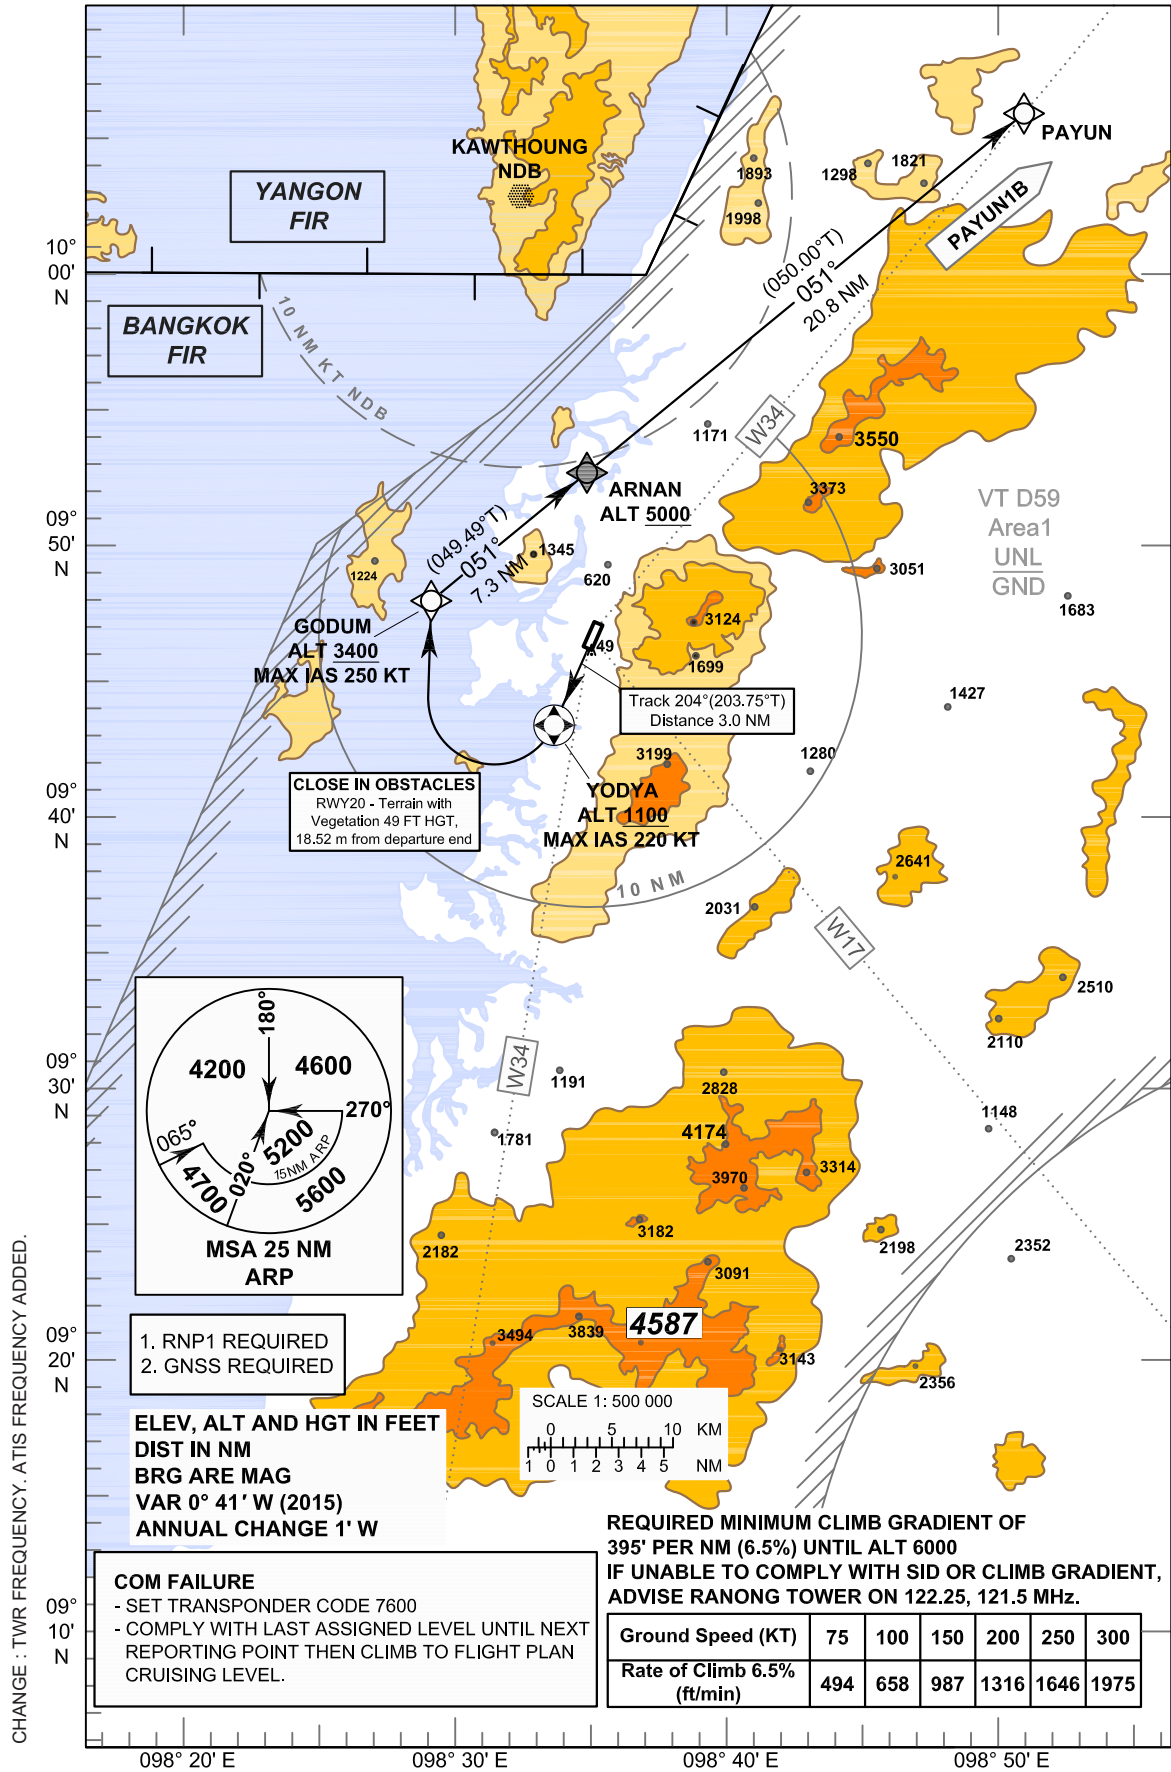 KAWTHOUNG
NDB
YANGON
FIR
BANGKOK
FIR
10 NM KT NDB
PAYUN
PAYUN1B
1893
1998
1298
1821
(050.00°T)
051°
20.8 NM
10°
00'
N
W34
3550
3373
1171
ARNAN
ALT 5000
VT D59
Area1
UNL
GND
09°
50'
N
(049.49°T)
051°
7.3 NM
1345
1224
620
3051
1683
3124
1699
GODUM
ALT 3400
MAX IAS 250 KT
49
Track 204°(203.75°T)
Distance 3.0 NM
1427
1280
3199
CLOSE IN OBSTACLES
RWY20 - Terrain with
Vegetation 49 FT HGT,
18.52 m from departure end
YODYA
ALT 1100
MAX IAS 220 KT
09°
40'
N
10 NM
2641
2031
W17
2510
2110
180°
4200
4600
270°
065°
020°
5200
15NM ARP
4700
5600
MSA 25 NM
ARP
W34
09°
30'
N
1191
1781
2828
4174
3970
3314
1148
3182
2182
2198
2352
3091
4587
3494
3839
3143
2356
09°
20'
N
1. RNP1 REQUIRED
2. GNSS REQUIRED
SCALE 1: 500 000
0 5 10 KM
1 0 1 2 3 4 5 NM
ELEV, ALT AND HGT IN FEET
DIST IN NM
BRG ARE MAG
VAR 0° 41' W (2015)
ANNUAL CHANGE 1' W
REQUIRED MINIMUM CLIMB GRADIENT OF
395' PER NM (6.5%) UNTIL ALT 6000
IF UNABLE TO COMPLY WITH SID OR CLIMB GRADIENT,
ADVISE RANONG TOWER ON 122.25, 121.5 MHz.
COM FAILURE
- SET TRANSPONDER CODE 7600
- COMPLY WITH LAST ASSIGNED LEVEL UNTIL NEXT
REPORTING POINT THEN CLIMB TO FLIGHT PLAN
CRUISING LEVEL.
09°
10'
N
Ground Speed (KT) 75 100 150 200 250 300
Rate of Climb 6.5%
(ft/min) 494 658 987 1316 1646 1975
098° 20' E
098° 30' E
098° 40' E
098° 50' E
CHANGE : TWR FREQUENCY. ATIS FREQUENCY ADDED.